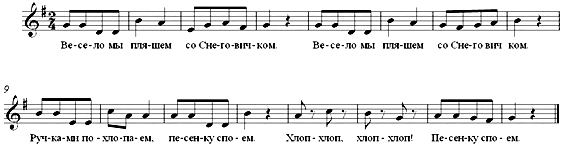 2 4
Ве-се-ло мы пля-шем со Сне-го-вич-ком. Ве-се-ло мы пля-шем со Сне-го вич ком.
9
Руч-ка-ми по-хло-па-ем, пе-сен-ку спо-ем. Хлоп-хлоп, хлоп-хлоп! Пе-сен-ку спо-ем.